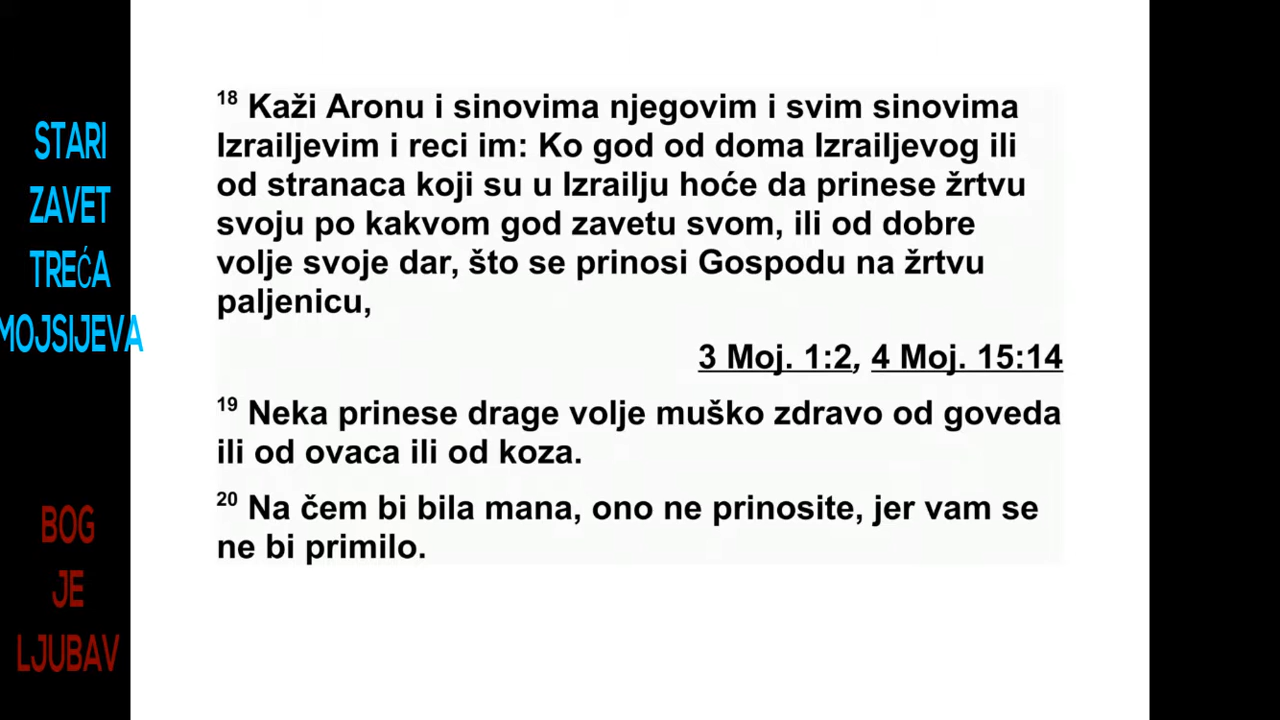 STARI
ZAVET
TREĆA
MOJSIJEVA
BOG
JE
LJUBAV
18 Kaži Aronu i sinovima njegovim i svim sinovima
Izrailjevim i reci im: Ko god od doma Izrailjevog ili
od stranaca koji su u Izrailju hoće da prinese žrtvu
svoju po kakvom god zavetu svom, ili od dobre
volje svoje dar, što se prinosi Gospodu na žrtvu
paljenicu,
3 Moj. 1:2, 4 Moj. 15:14
19 Neka prinese drage volje muško zdravo od goveda
ili od ovaca ili od koza.
20 Na čem bi bila mana, ono ne prinosite, jer vam se
ne bi primilo.